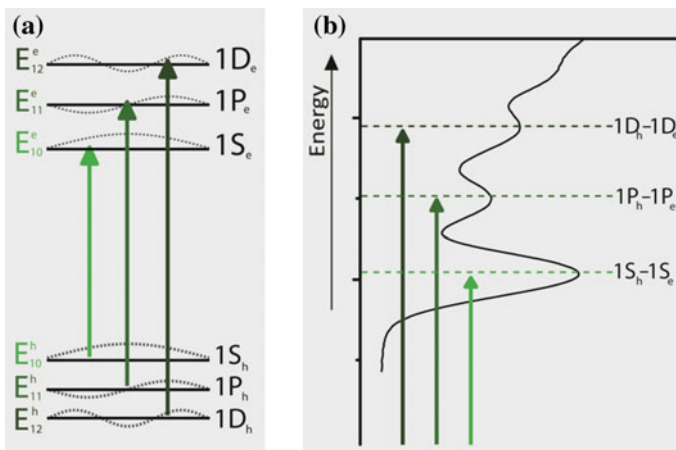 (a)
E^e_12 1D_e
E^e_11 1P_e
E^e_10 1S_e
E^h_10 1S_h
E^h_11 1P_h
E^h_12 1D_h
(b)
Energy
1D_h–1D_e
1P_h–1P_e
1S_h–1S_e